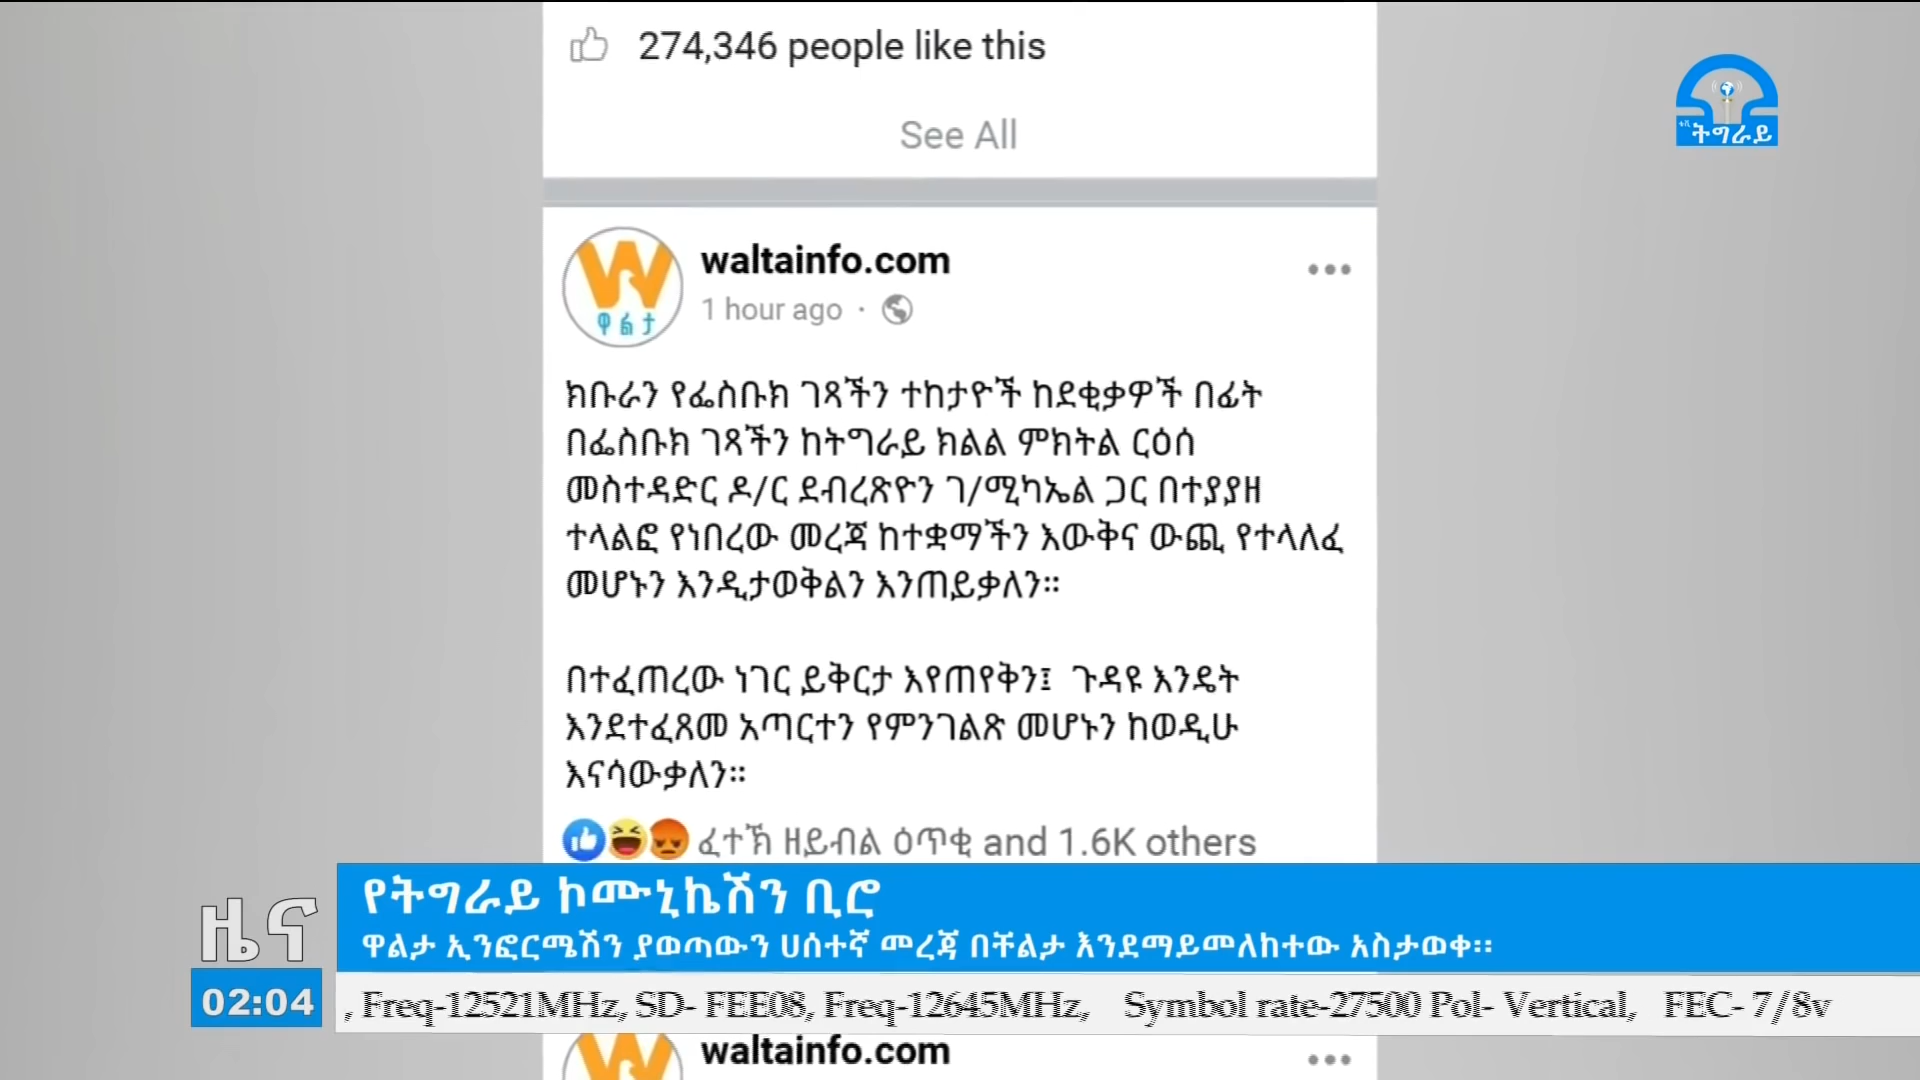 274,346 people like this
See All
ቲቪ ትግራይ
waltainfo.com
1 hour ago ·
ዋልታ
ክቡራን የፌስቡክ ገጻችን ተከታዮች ከደቂቃዎች በፊት
በፌስቡክ ገጻችን ከትግራይ ክልል ምክትል ርዕሰ
መስተዳድር ዶ/ር ደብረጽዮን ገ/ሚካኤል ጋር በተያያዘ
ተላልፎ የነበረው መረጃ ከተቋማችን እውቅና ውጪ የተላለፈ
መሆኑን እንዲታወቅልን እንጠይቃለን።
በተፈጠረው ነገር ይቅርታ እየጠየቅን፤ ጉዳዩ እንዴት
እንደተፈጸመ አጣርተን የምንገልጽ መሆኑን ከወዲሁ
እናሳውቃለን።
ፈተኽ ዘይብል ዕጥቂ and 1.6K others
ዜና
የትግራይ ኮሙኒኬሽን ቢሮ
ዋልታ ኢንፎርሜሽን ያወጣውን ሀሰተኛ መረጃ በቸልታ እንደማይመለከተው አስታወቀ፡፡
02:04
, Freq-12521MHz, SD- FEE08, Freq-12645MHz, Symbol rate-27500 Pol- Vertical, FEC- 7/8v
waltainfo.com